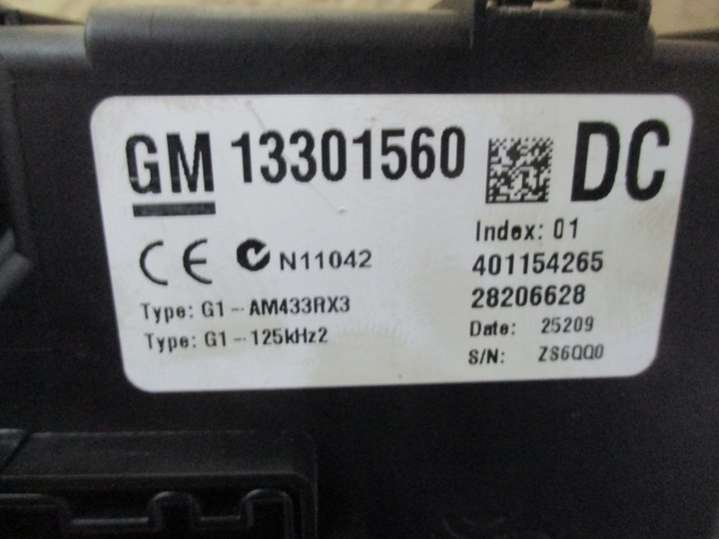 GM 13301560 DC
Index: 01
CE N11042 401154265
Type: G1-AM433RX3 28206628
Type: G1-125kHz2 Date: 25209
S/N: ZS6QQ0